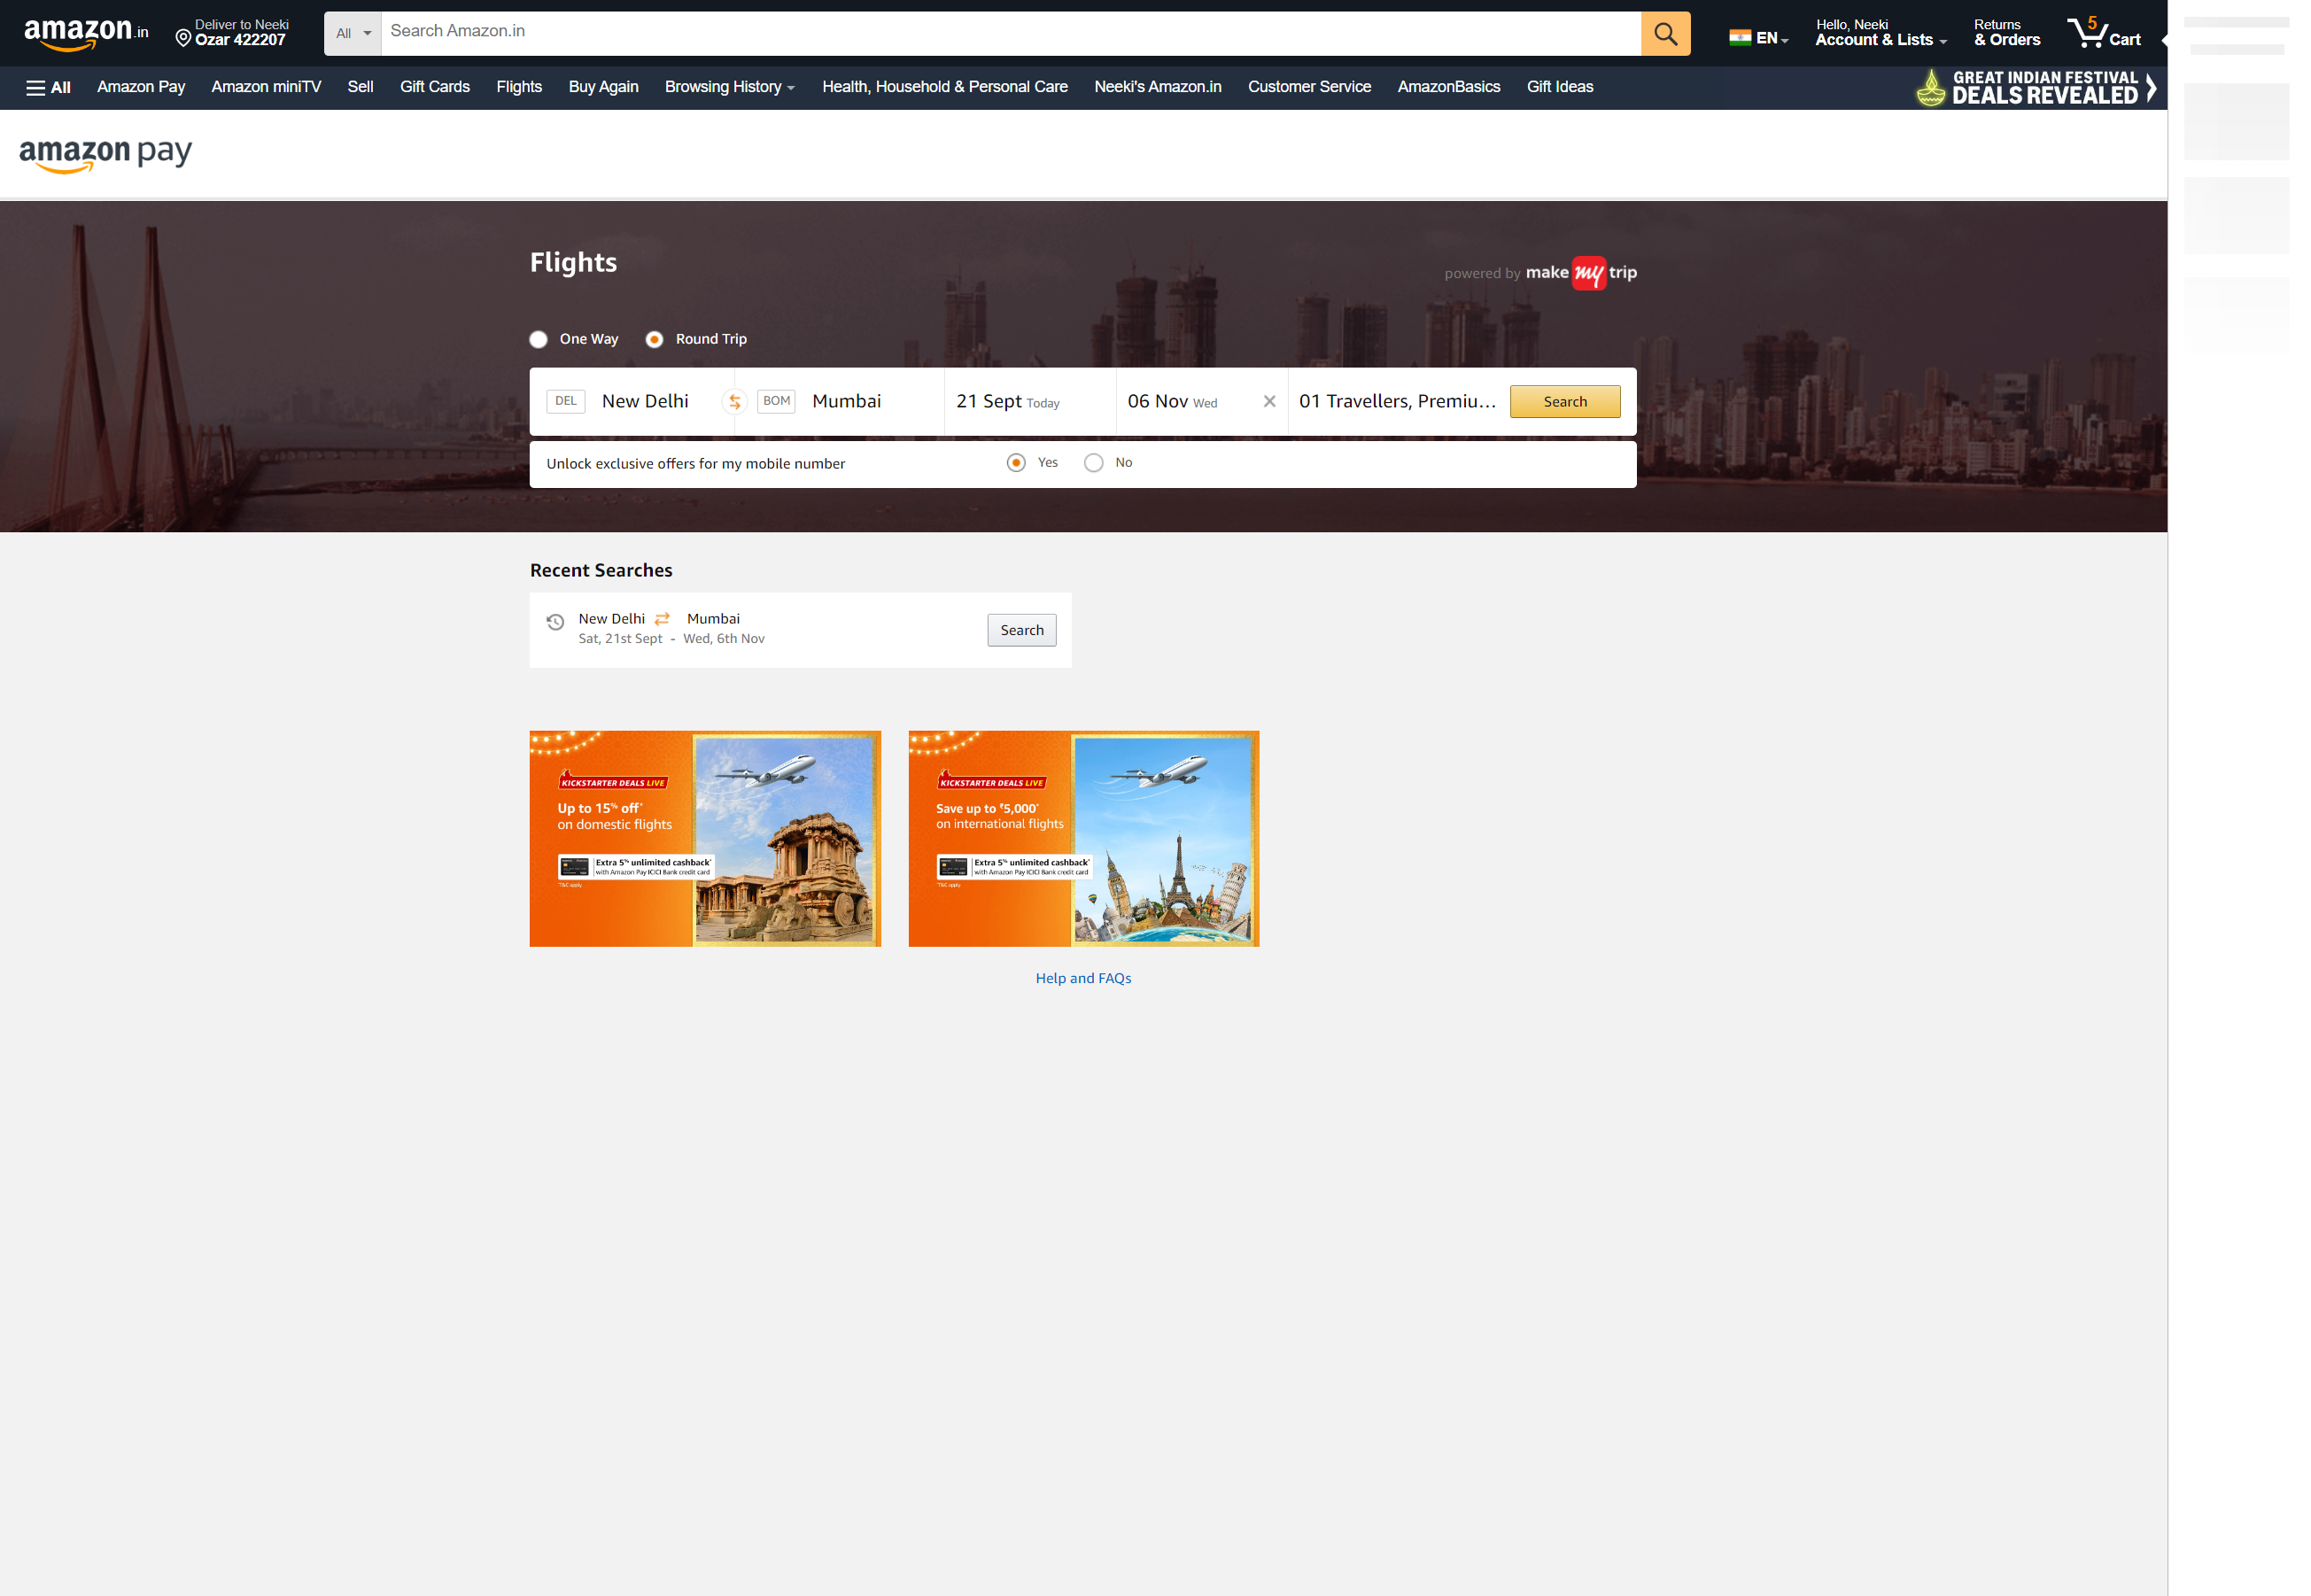 amazon.in
Deliver to Neeki
Ozar 422207
All
Search Amazon.in
EN
Hello, Neeki
Account & Lists
Returns
& Orders
5
Cart
All
Amazon Pay
Amazon miniTV
Sell
Gift Cards
Flights
Buy Again
Browsing History
Health, Household & Personal Care
Neeki's Amazon.in
Customer Service
AmazonBasics
Gift Ideas
GREAT INDIAN FESTIVAL
DEALS REVEALED
amazon pay
Flights
powered by make my trip
One Way
Round Trip
DEL New Delhi
BOM Mumbai
21 Sept Today
06 Nov Wed
01 Travellers, Premiu...
Search
Unlock exclusive offers for my mobile number
Yes
No
Recent Searches
New Delhi Mumbai
Sat, 21st Sept - Wed, 6th Nov
Search
KICKSTARTER DEALS LIVE
Up to 15% off*
on domestic flights
Extra 5% unlimited cashback*
with Amazon Pay ICICI Bank credit card
*T&C apply
KICKSTARTER DEALS LIVE
Save up to ₹5,000*
on international flights
Extra 5% unlimited cashback*
with Amazon Pay ICICI Bank credit card
*T&C apply
Help and FAQs